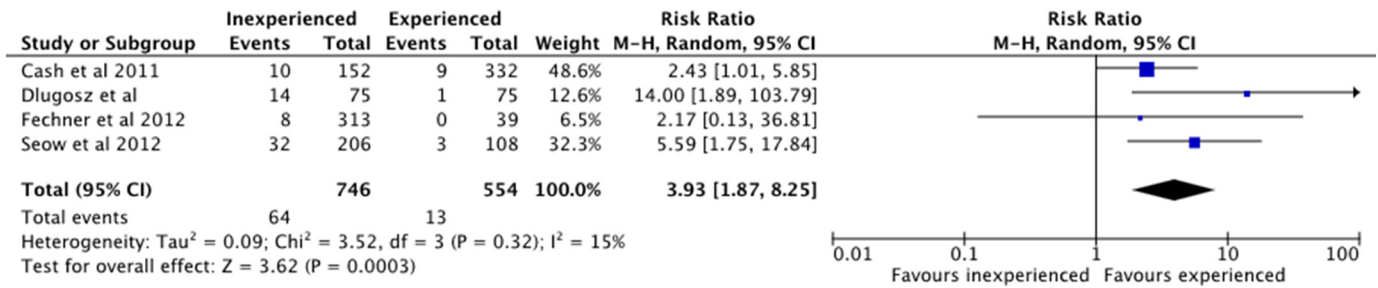 Inexperienced Experienced Risk Ratio Risk Ratio
Study or Subgroup Events Total Events Total Weight M-H, Random, 95% CI M-H, Random, 95% CI
Cash et al 2011 10 152 9 332 48.6% 2.43 [1.01, 5.85]
Dlugosz et al 14 75 1 75 12.6% 14.00 [1.89, 103.79]
Fechner et al 2012 8 313 0 39 6.5% 2.17 [0.13, 36.81]
Seow et al 2012 32 206 3 108 32.3% 5.59 [1.75, 17.84]
Total (95% CI) 746 554 100.0% 3.93 [1.87, 8.25]
Total events 64 13
Heterogeneity: Tau² = 0.09; Chi² = 3.52, df = 3 (P = 0.32); I² = 15%
Test for overall effect: Z = 3.62 (P = 0.0003)
0.01 0.1 1 10 100
Favours inexperienced Favours experienced